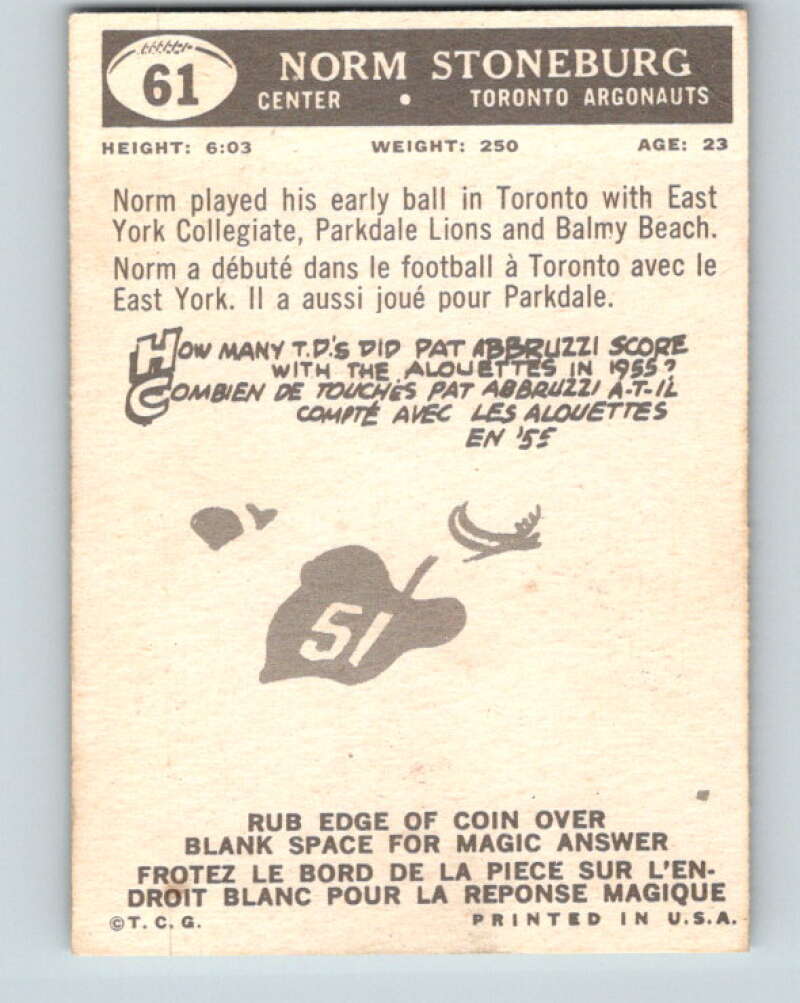 61
NORM STONEBURG
CENTER • TORONTO ARGONAUTS
HEIGHT: 6:03 WEIGHT: 250 AGE: 23
Norm played his early ball in Toronto with East
York Collegiate, Parkdale Lions and Balmy Beach.
Norm a débuté dans le football à Toronto avec le
East York. Il a aussi joué pour Parkdale.
HOW MANY T.D.'S DID PAT ABBRUZZI SCORE
WITH THE ALOUETTES IN 1955?
COMBIEN DE TOUCHÉS PAT ABBRUZZI A-T-IL
COMPTÉ AVEC LES ALOUETTES
EN '55
51
RUB EDGE OF COIN OVER
BLANK SPACE FOR MAGIC ANSWER
FROTEZ LE BORD DE LA PIECE SUR L'EN-
DROIT BLANC POUR LA REPONSE MAGIQUE
©T. C. G. PRINTED IN U.S.A.